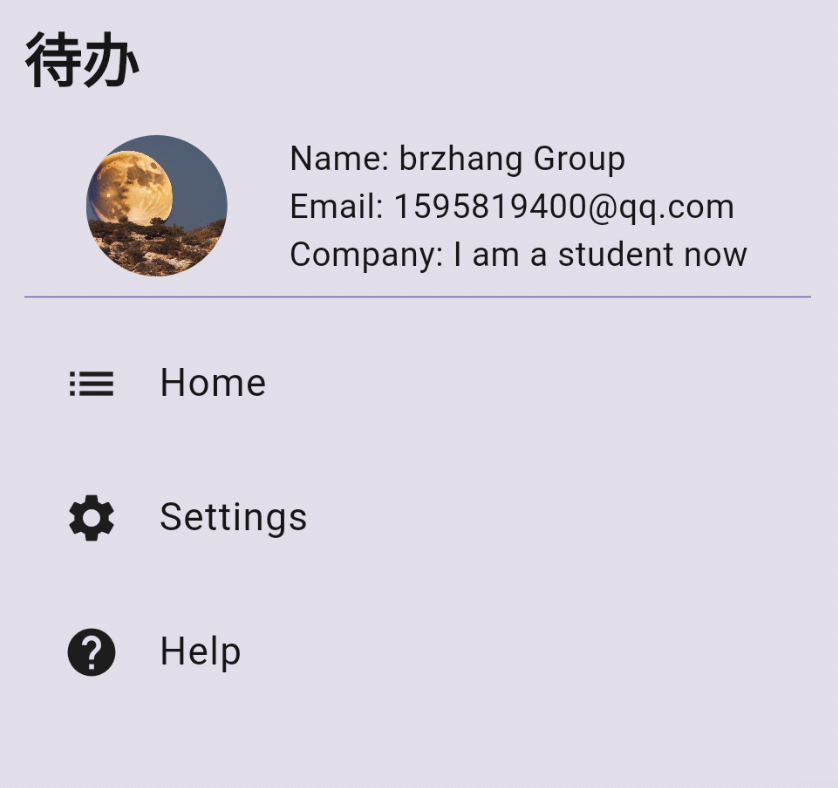 待办
Name: brzhang Group
Email: 1595819400@qq.com
Company: I am a student now
Home
Settings
Help